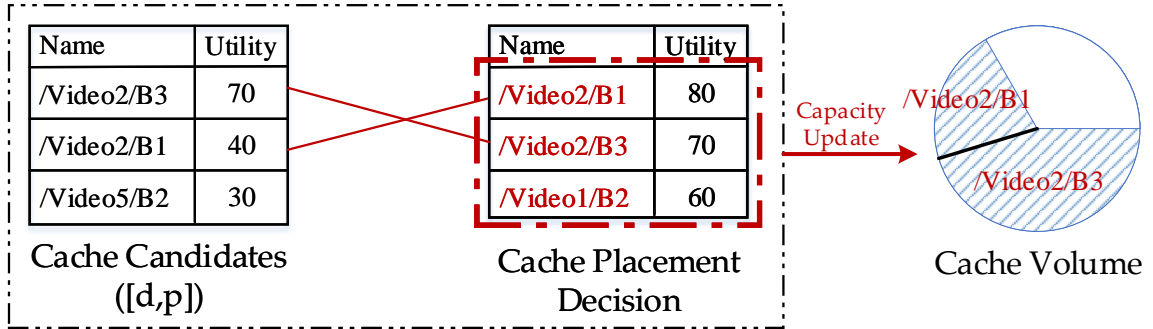 Name Utility
/Video2/B3 70
/Video2/B1 40
/Video5/B2 30
Cache Candidates
([d,p])
Name Utility
/Video2/B1 80
/Video2/B3 70
/Video1/B2 60
Cache Placement
Decision
Capacity
Update
/Video2/B1
/Video2/B3
Cache Volume